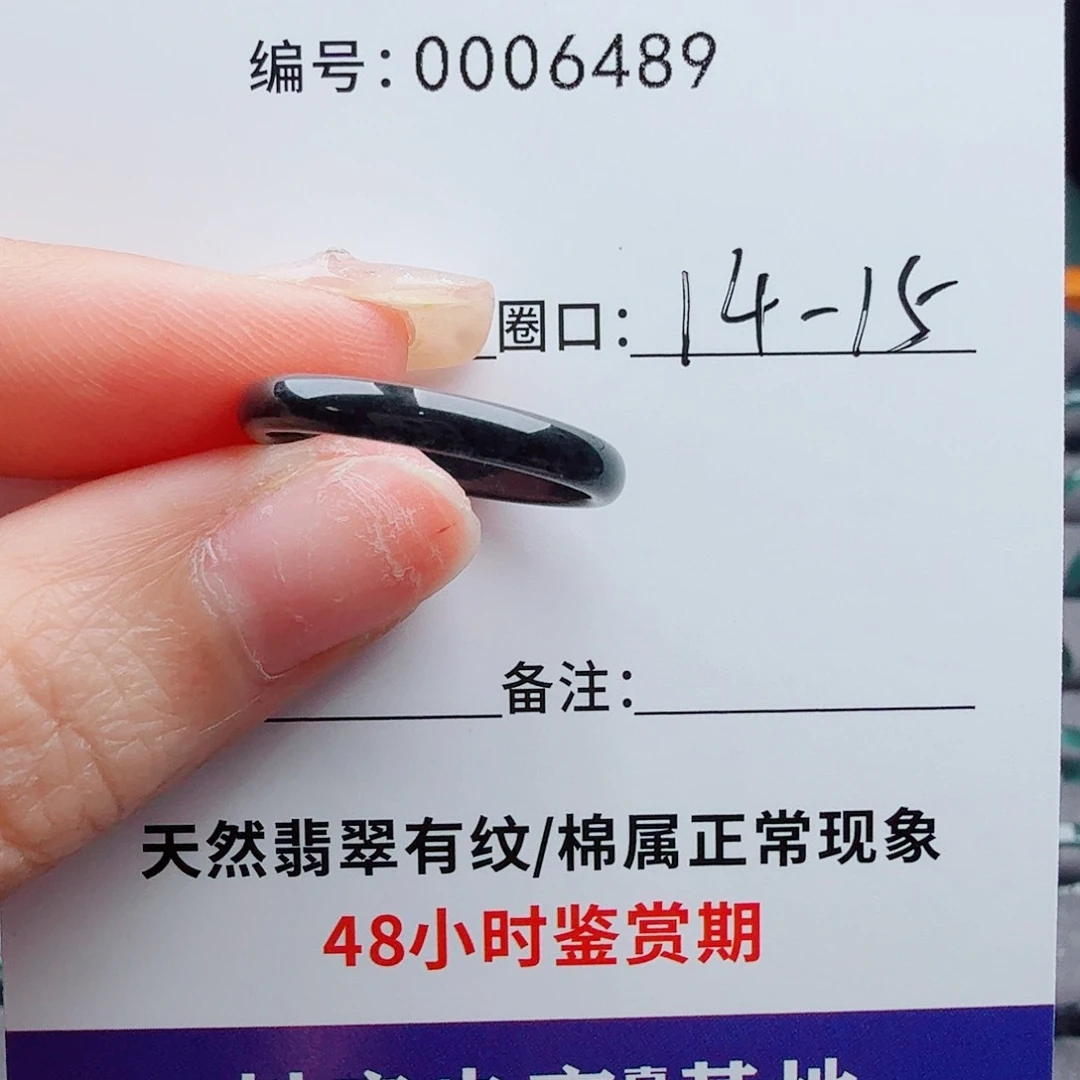 编号：0006489
圈口：14-15
备注：
天然翡翠有纹/棉属正常现象
48小时鉴赏期